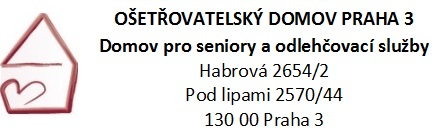 OŠETŘOVATELSKÝ DOMOV PRAHA 3
Domov pro seniory a odlehčovací služby
Habrová 2654/2
Pod lipami 2570/44
130 00 Praha 3